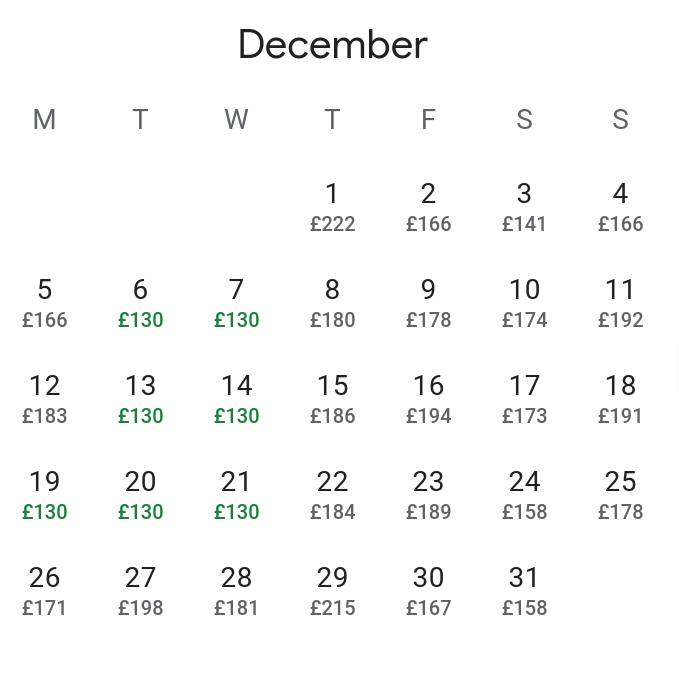 December
M T W T F S S
1 2 3 4
£222 £166 £141 £166
5 6 7 8 9 10 11
£166 £130 £130 £180 £178 £174 £192
12 13 14 15 16 17 18
£183 £130 £130 £186 £194 £173 £191
19 20 21 22 23 24 25
£130 £130 £130 £184 £189 £158 £178
26 27 28 29 30 31
£171 £198 £181 £215 £167 £158